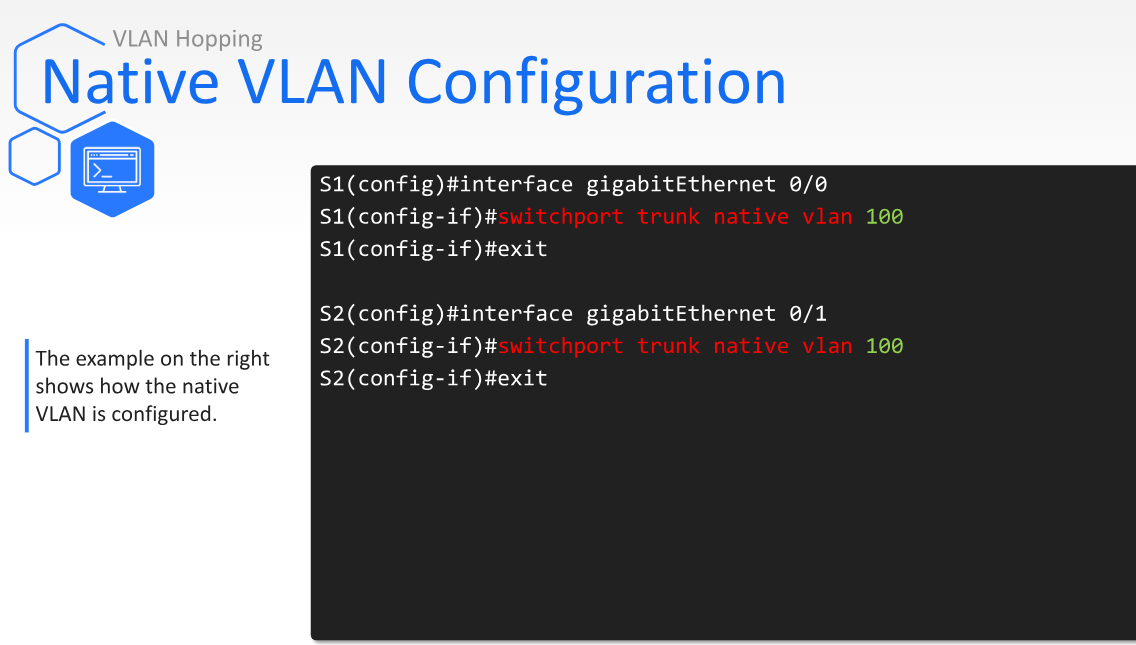 VLAN Hopping
Native VLAN Configuration
The example on the right
shows how the native
VLAN is configured.
S1(config)#interface gigabitEthernet 0/0
S1(config-if)#switchport trunk native vlan 100
S1(config-if)#exit
S2(config)#interface gigabitEthernet 0/1
S2(config-if)#switchport trunk native vlan 100
S2(config-if)#exit